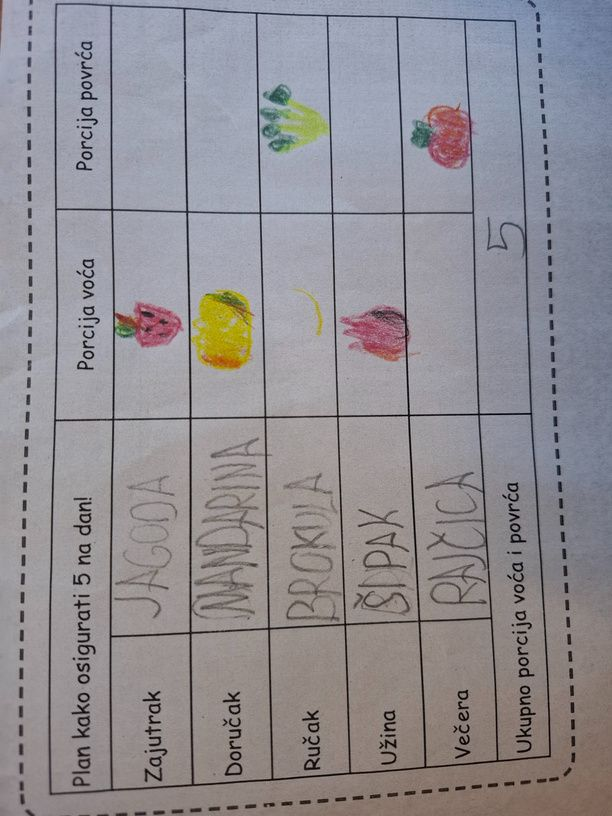 Plan kako osigurati 5 na dan! Porcija voća Porcija povrća
Zajutrak JAGODA
Doručak MANDARINA
Ručak BROKULA
Užina ŠIPAK
Večera RAJČICA
Ukupno porcija voća i povrća 5